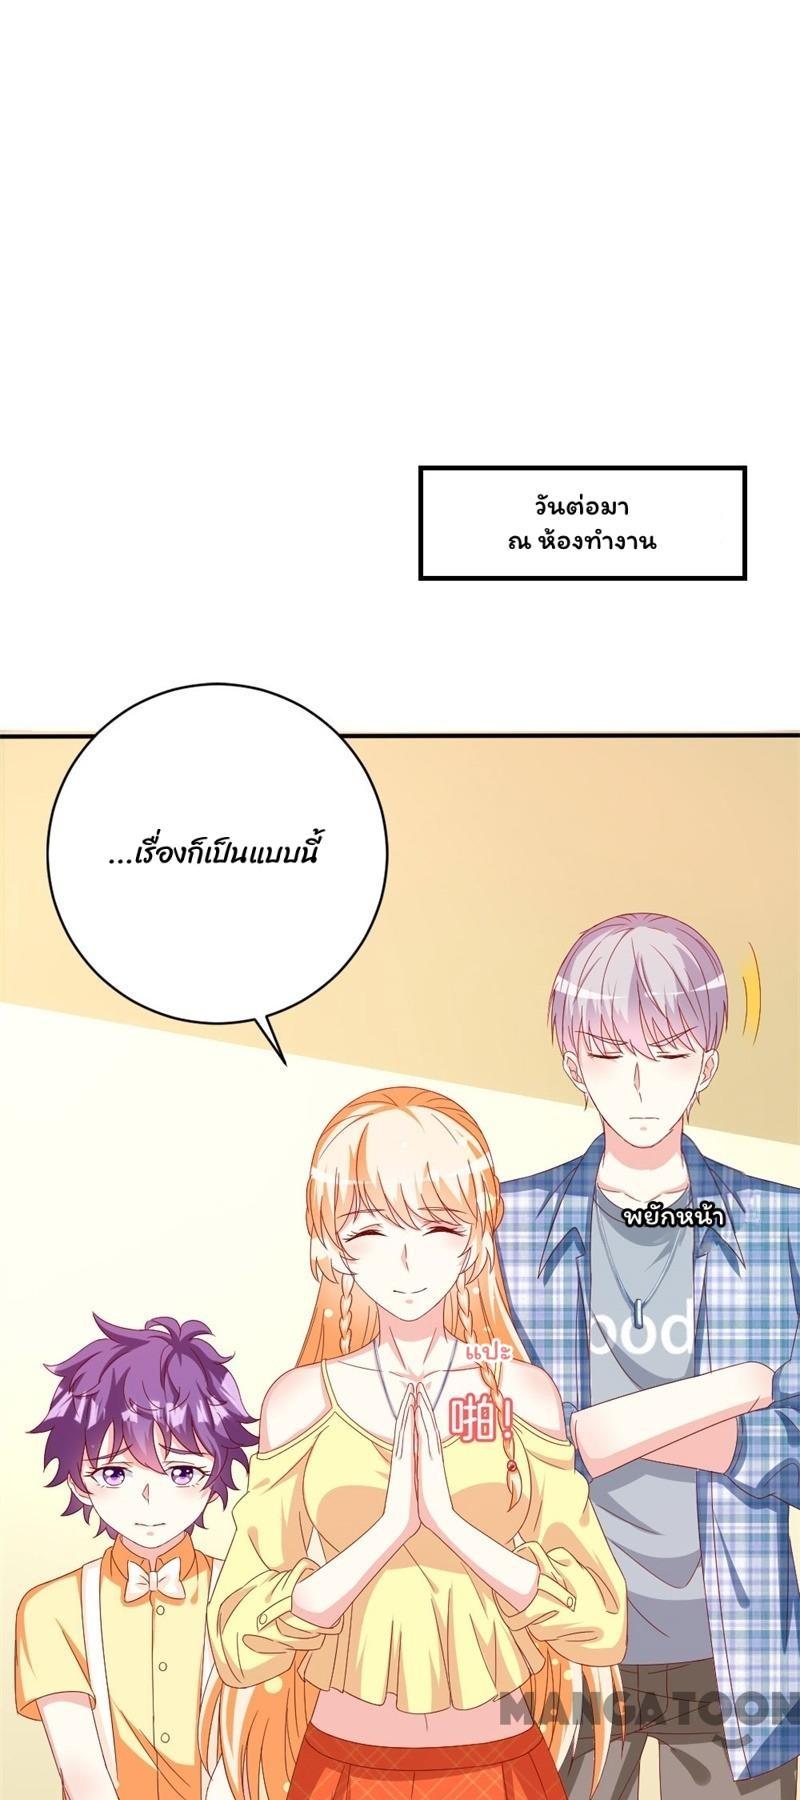 วันต่อมา
ณ ห้องทำงาน
...เรื่องก็เป็นแบบนี้
พยักหน้า
ood
แปะ
啪！
MANGATOON